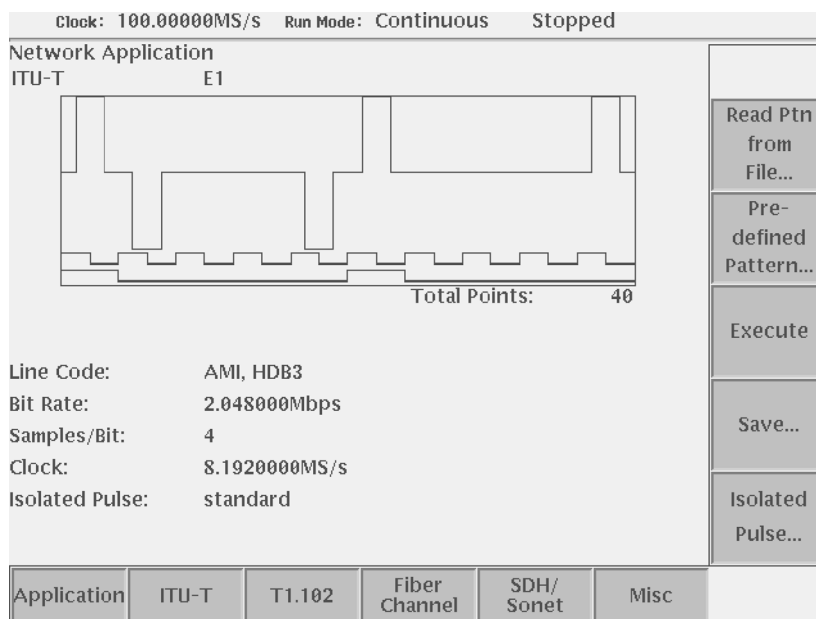 Clock: 100.00000MS/s Run Mode: Continuous Stopped
Network Application
ITU-T E1
Total Points: 40
Line Code: AMI, HDB3
Bit Rate: 2.048000Mbps
Samples/Bit: 4
Clock: 8.1920000MS/s
Isolated Pulse: standard
Read Ptn
from
File...
Pre-
defined
Pattern...
Execute
Save...
Isolated
Pulse...
Application ITU-T T1.102 Fiber Channel SDH/ Sonet Misc